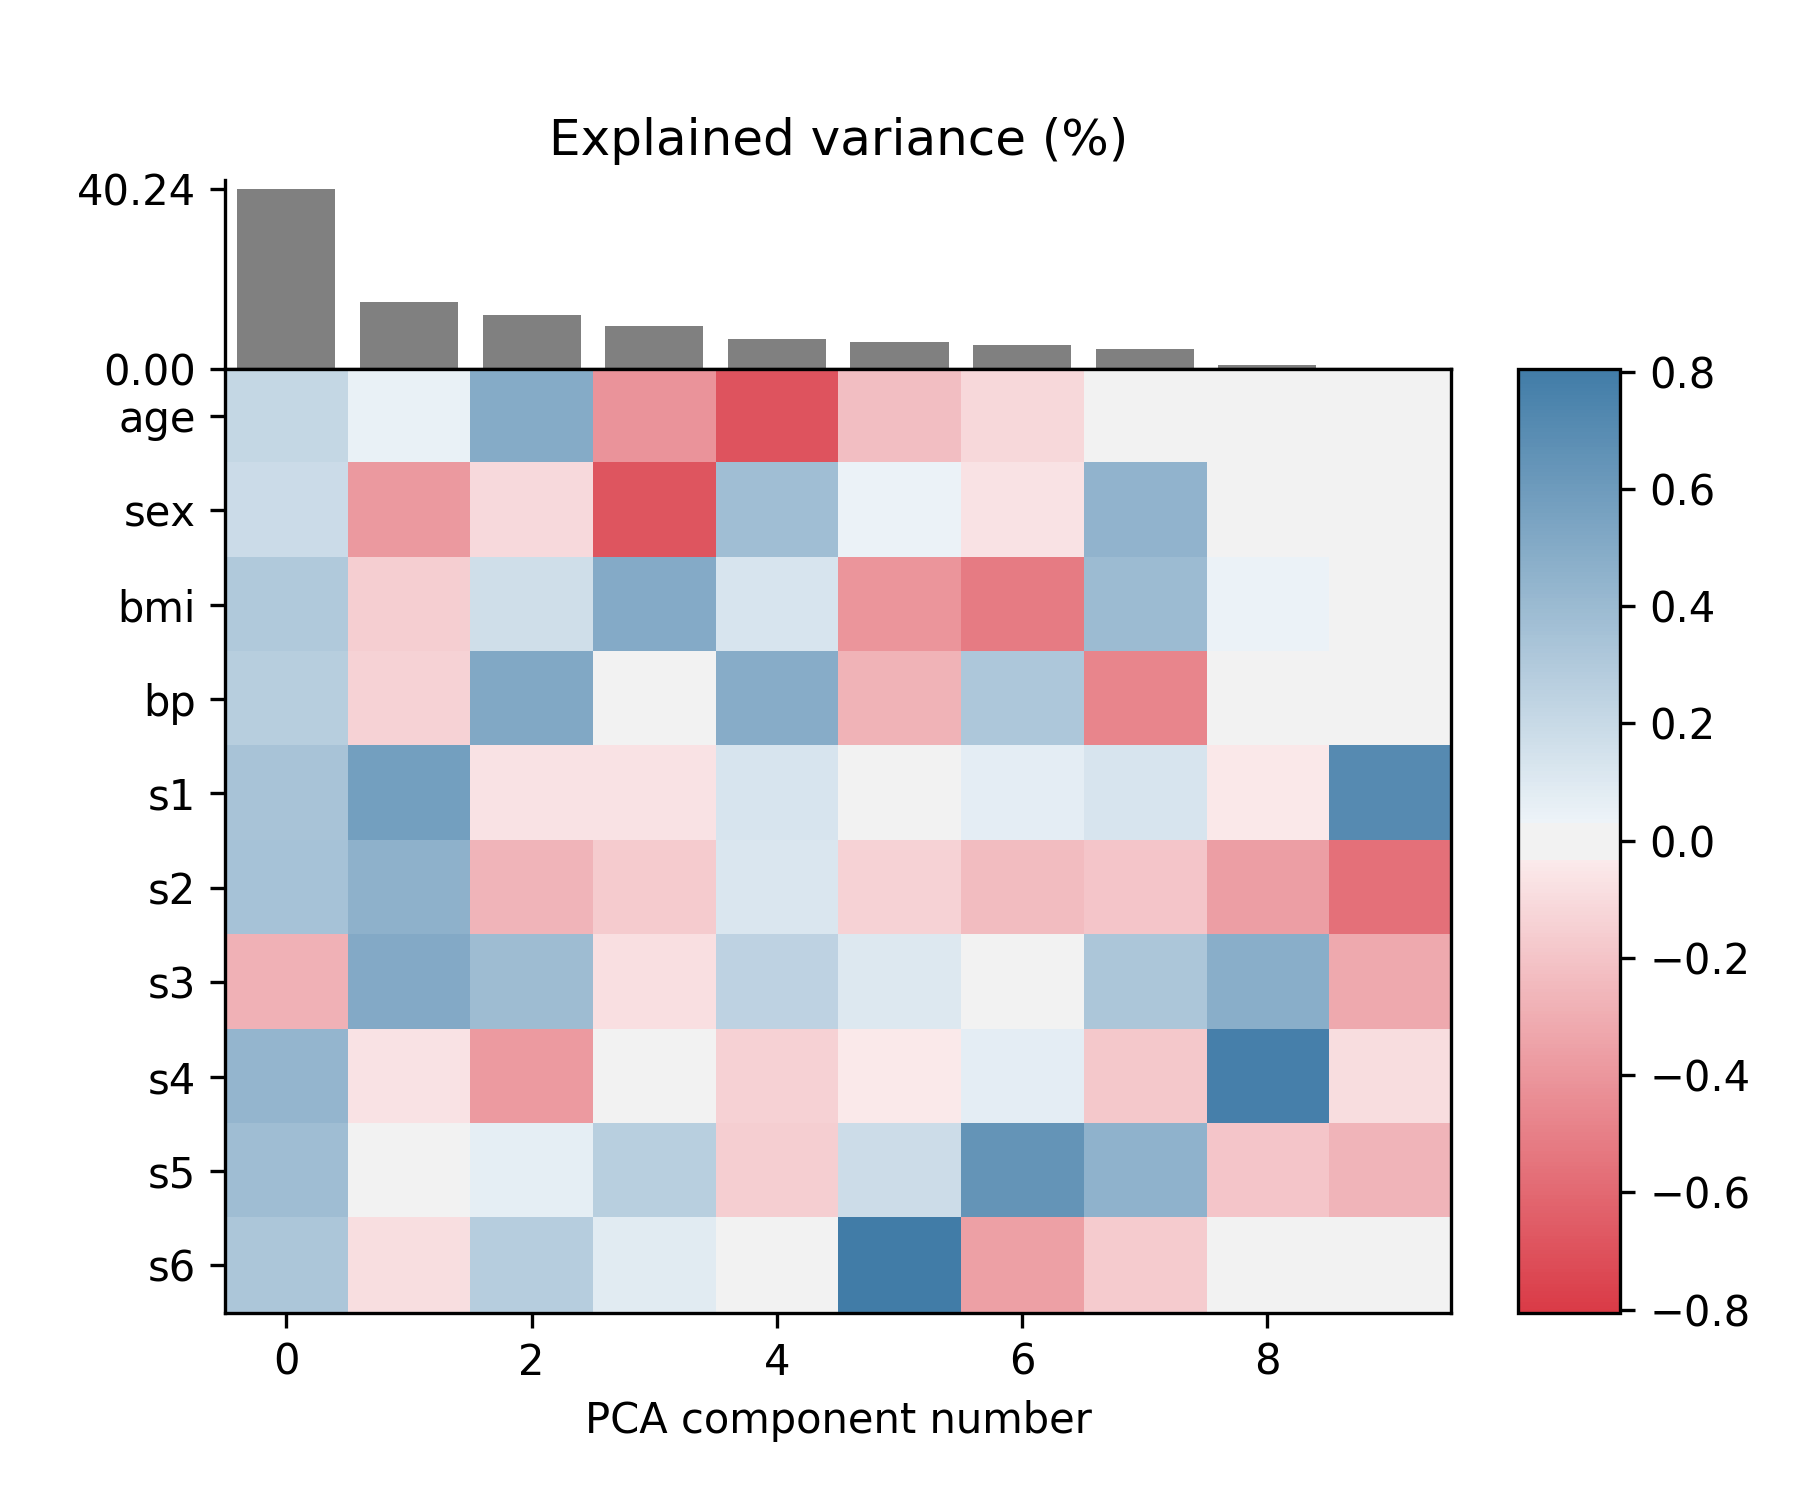 Explained variance (%)
40.24
0.00
age
sex
bmi
bp
s1
s2
s3
s4
s5
s6
0 2 4 6 8
PCA component number
0.8
0.6
0.4
0.2
0.0
−0.2
−0.4
−0.6
−0.8